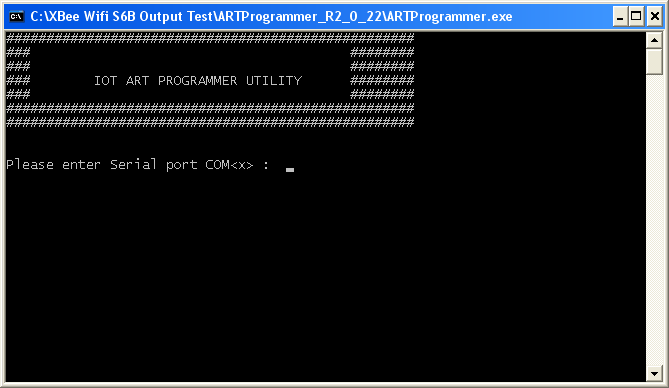 C:\XBee Wifi S6B Output Test\ARTProgrammer_R2_0_22\ARTProgrammer.exe
###################################################
###                                        ########
###                                        ########
###        IOT ART PROGRAMMER UTILITY      ########
###                                        ########
###################################################
###################################################
Please enter Serial port COM<x> :